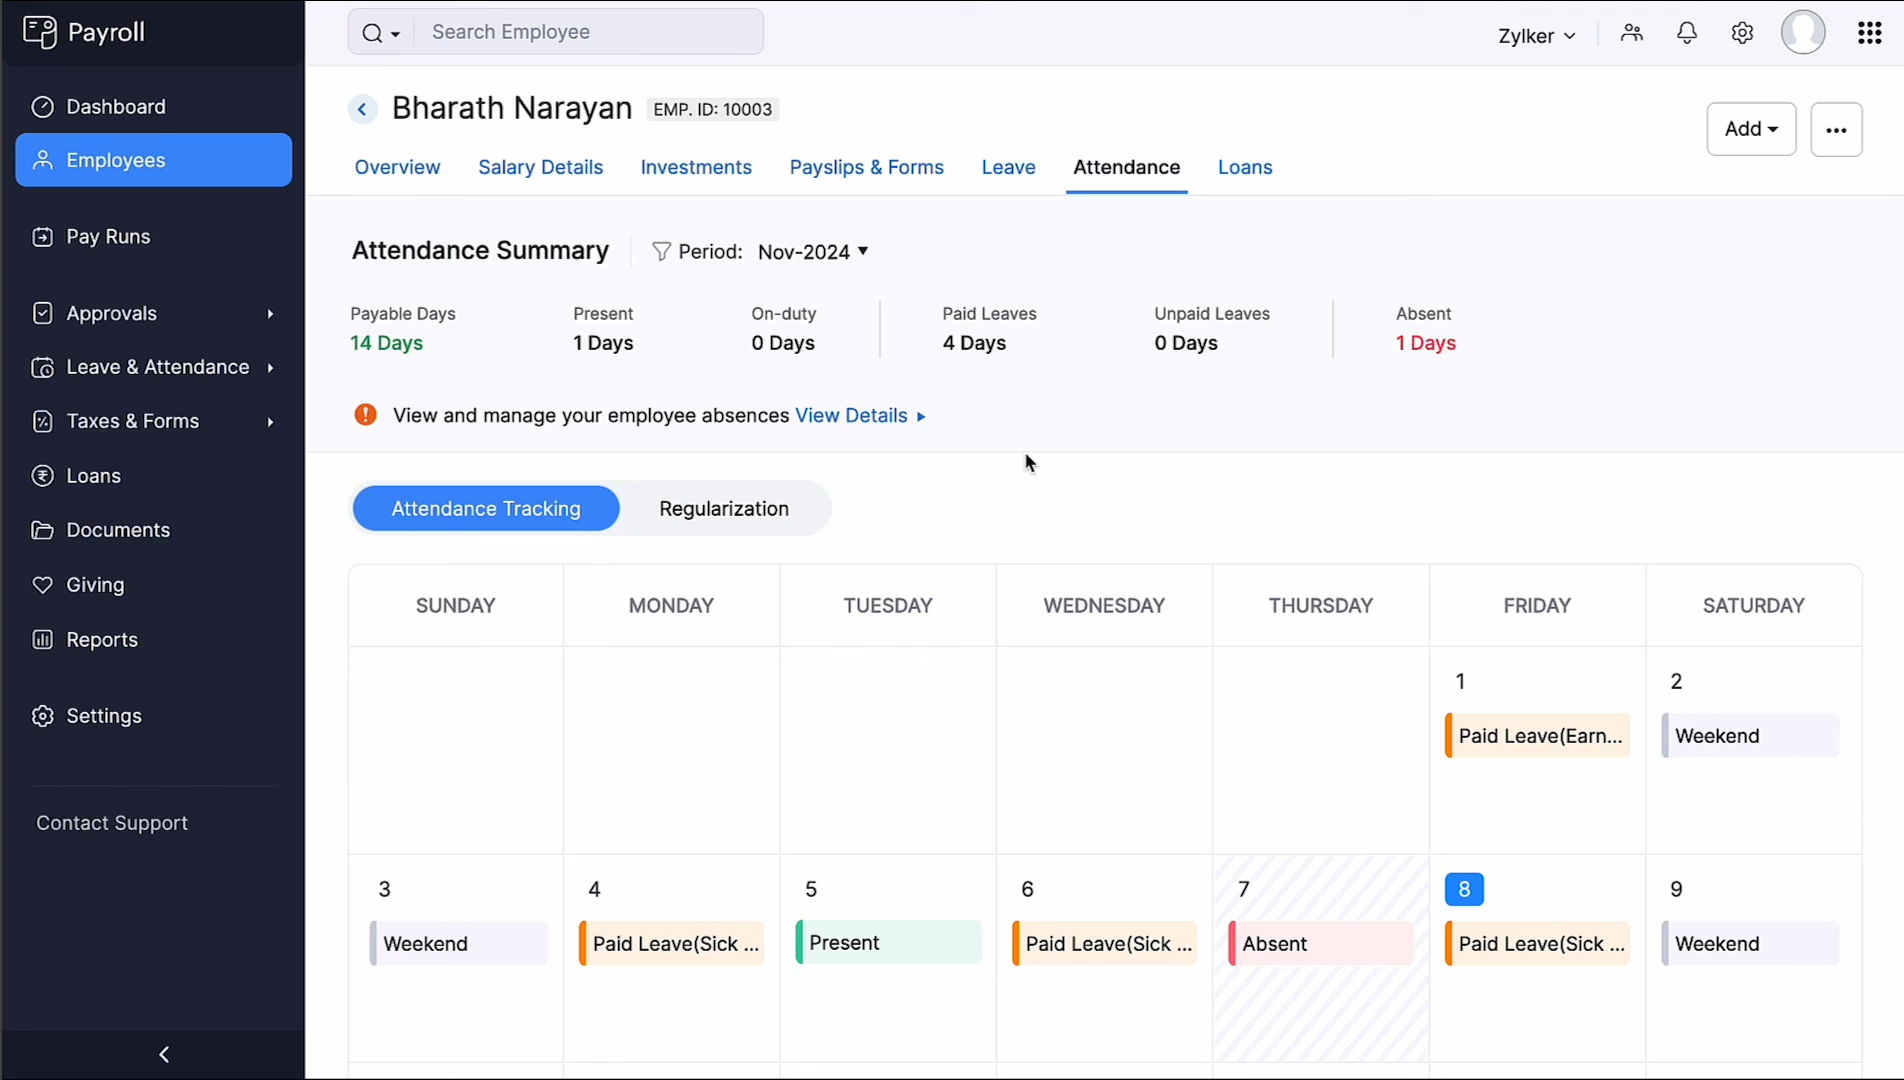 Payroll
Search Employee
Zylker
Dashboard
Employees
Pay Runs
Approvals
Leave & Attendance
Taxes & Forms
Loans
Documents
Giving
Reports
Settings
Contact Support
Bharath Narayan EMP. ID: 10003
Add
Overview Salary Details Investments Payslips & Forms Leave Attendance Loans
Attendance Summary Period: Nov-2024
Payable Days Present On-duty Paid Leaves Unpaid Leaves Absent
14 Days 1 Days 0 Days 4 Days 0 Days 1 Days
View and manage your employee absences View Details
Attendance Tracking Regularization
SUNDAY MONDAY TUESDAY WEDNESDAY THURSDAY FRIDAY SATURDAY
1 2
Paid Leave(Earn... Weekend
3 4 5 6 7 8 9
Weekend Paid Leave(Sick ... Present Paid Leave(Sick ... Absent Paid Leave(Sick ... Weekend